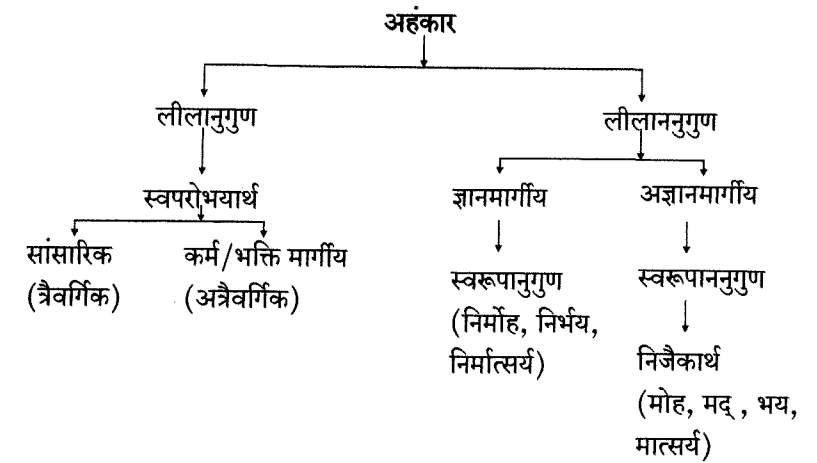 अहंकार
लीलानुगुण
लीलाननुगुण
स्वपरोभयार्थ
ज्ञानमार्गीय
अज्ञानमार्गीय
सांसारिक
(त्रैवर्गिक)
कर्म/भक्ति मार्गीय
(अत्रैवर्गिक)
स्वरूपानुगुण
(निर्मोह, निर्भय,
निर्मात्सर्य)
स्वरूपाननुगुण
निजैकार्थ
(मोह, मद् , भय,
मात्सर्य)